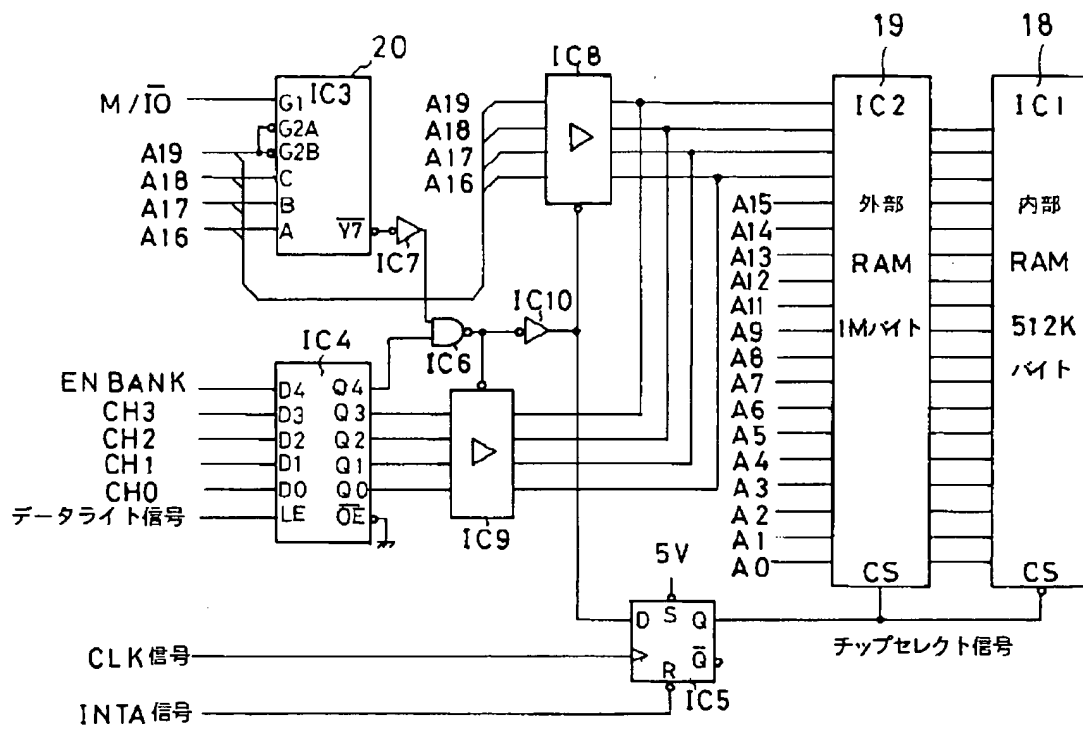 19
18
20
IC8
M/I̅O̅
IC3
G1
G2A
G2B
C
B
A
Y̅7̅
A19
A18
A17
A16
IC7
A19
A18
A17
A16
IC2
外部
RAM
1Mバイト
CS
IC1
内部
RAM
512K
バイト
CS
A15
A14
A13
A12
A11
A9
A8
A7
A6
A5
A4
A3
A2
A1
A0
IC10
IC6
IC4
EN BANK
CH3
CH2
CH1
CH0
データライト信号
D4
D3
D2
D1
D0
LE
Q4
Q3
Q2
Q1
Q0
O̅E̅
IC9
5V
D
S
Q
Q̅
R
IC5
チップセレクト信号
CLK信号
INTA信号